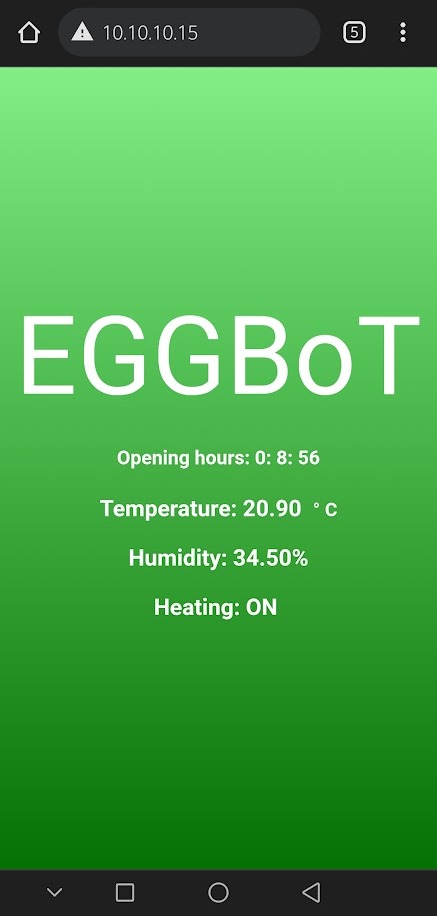 10.10.10.15
5
EGGBoT
Opening hours: 0: 8: 56
Temperature: 20.90 ° C
Humidity: 34.50%
Heating: ON